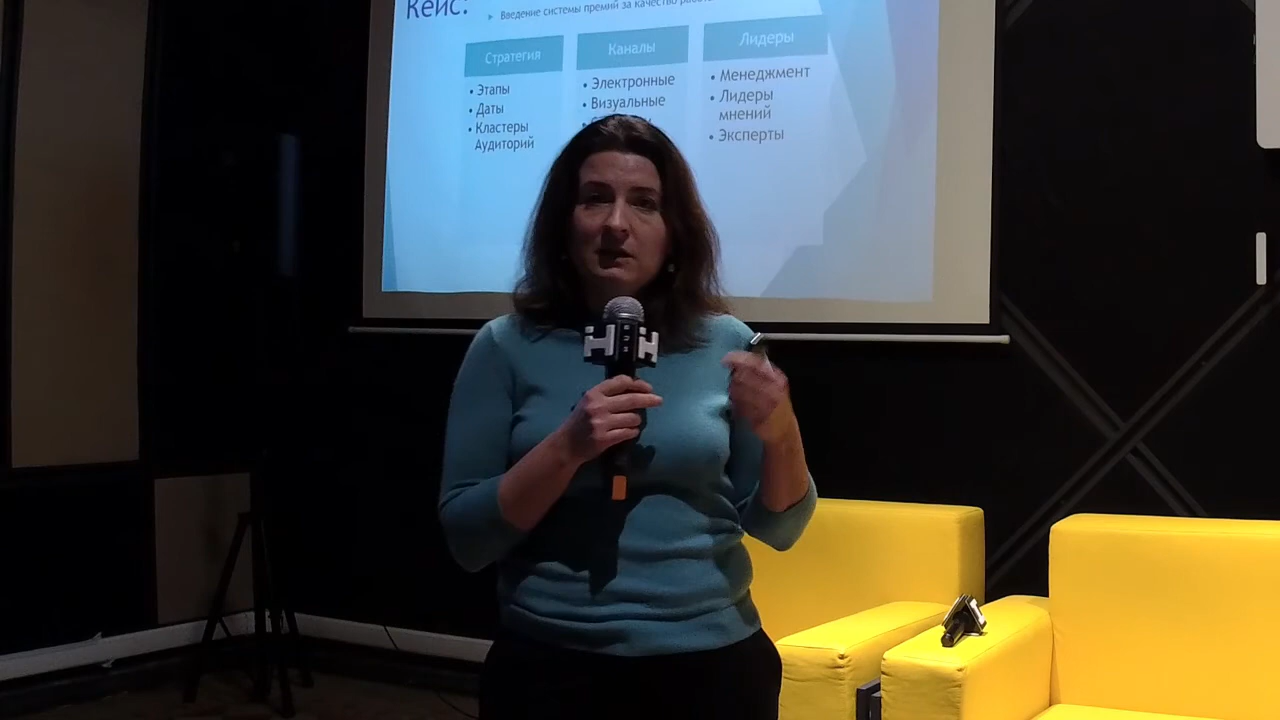 Кейс:
Введение системы премий за качество работы
Стратегия
• Этапы
• Даты
• Кластеры
Аудиторий
Каналы
• Электронные
• Визуальные
Лидеры
• Менеджмент
• Лидеры
мнений
• Эксперты